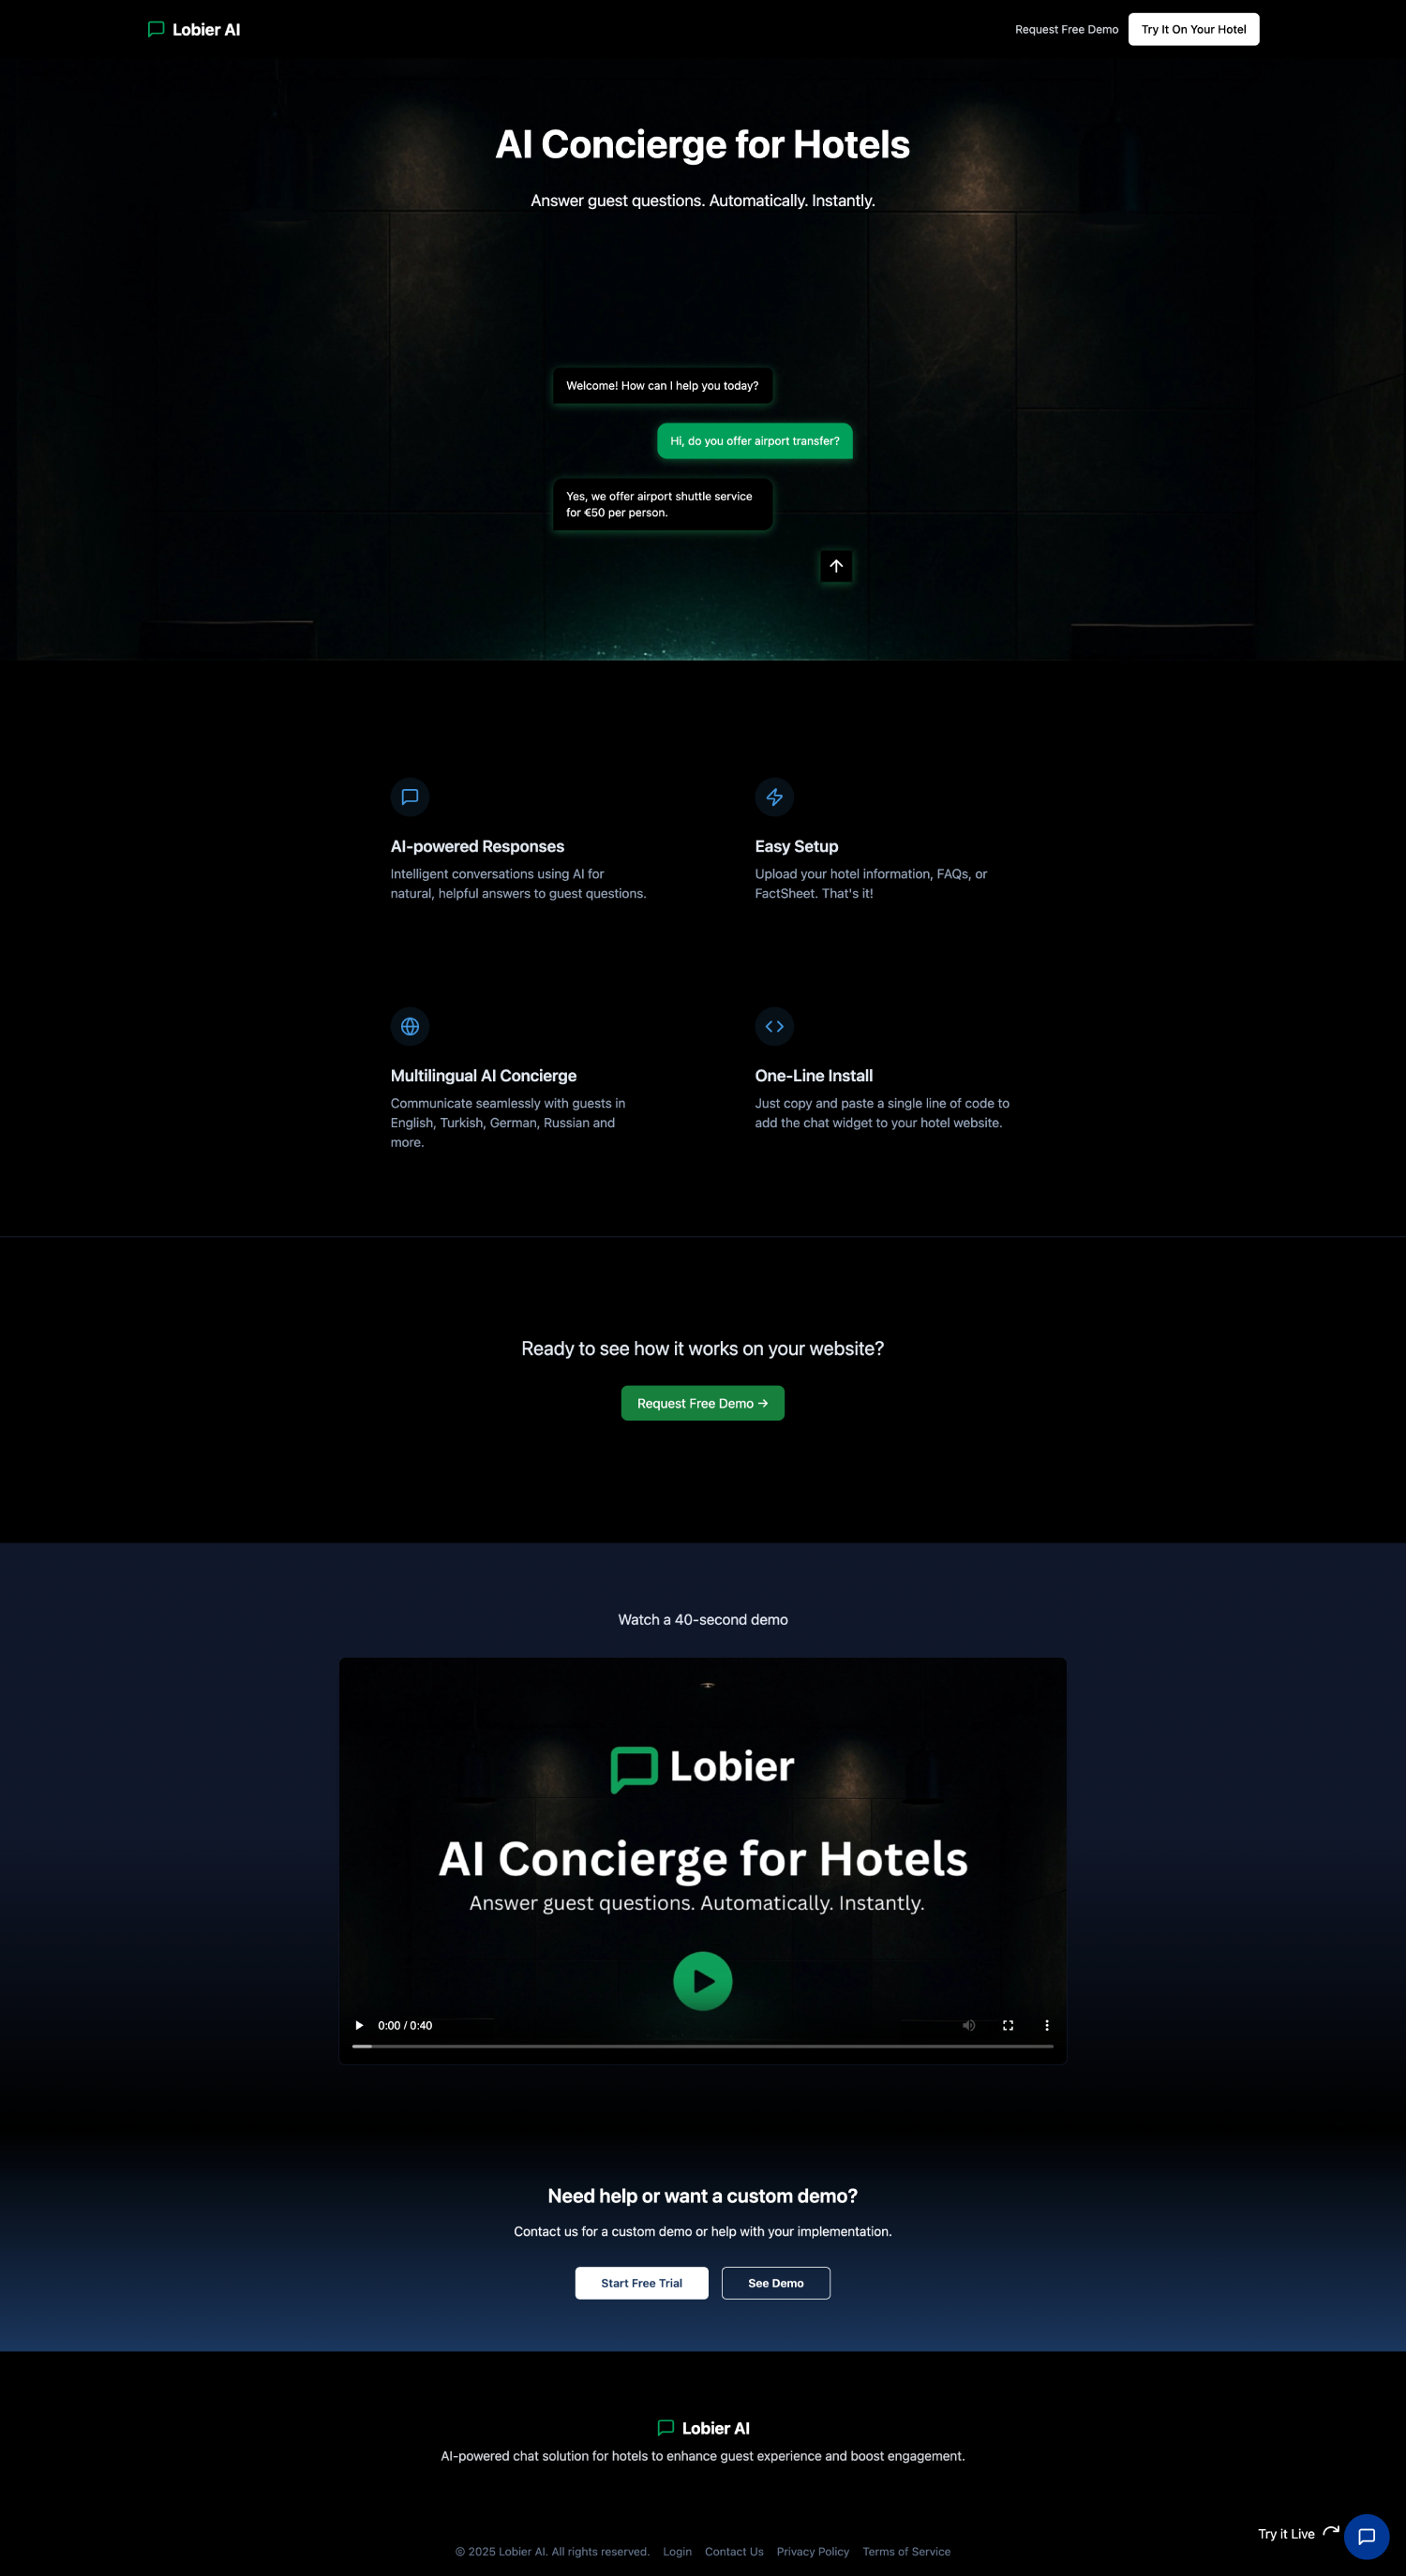 Lobier AI
Request Free Demo
Try It On Your Hotel
AI Concierge for Hotels
Answer guest questions. Automatically. Instantly.
Welcome! How can I help you today?
Hi, do you offer airport transfer?
Yes, we offer airport shuttle service
for €50 per person.
AI-powered Responses
Intelligent conversations using AI for
natural, helpful answers to guest questions.
Easy Setup
Upload your hotel information, FAQs, or
FactSheet. That's it!
Multilingual AI Concierge
Communicate seamlessly with guests in
English, Turkish, German, Russian and
more.
One-Line Install
Just copy and paste a single line of code to
add the chat widget to your hotel website.
Ready to see how it works on your website?
Request Free Demo →
Watch a 40-second demo
Lobier
AI Concierge for Hotels
Answer guest questions. Automatically. Instantly.
0:00 / 0:40
Need help or want a custom demo?
Contact us for a custom demo or help with your implementation.
Start Free Trial
See Demo
Lobier AI
AI-powered chat solution for hotels to enhance guest experience and boost engagement.
Try it Live
© 2025 Lobier AI. All rights reserved. Login Contact Us Privacy Policy Terms of Service